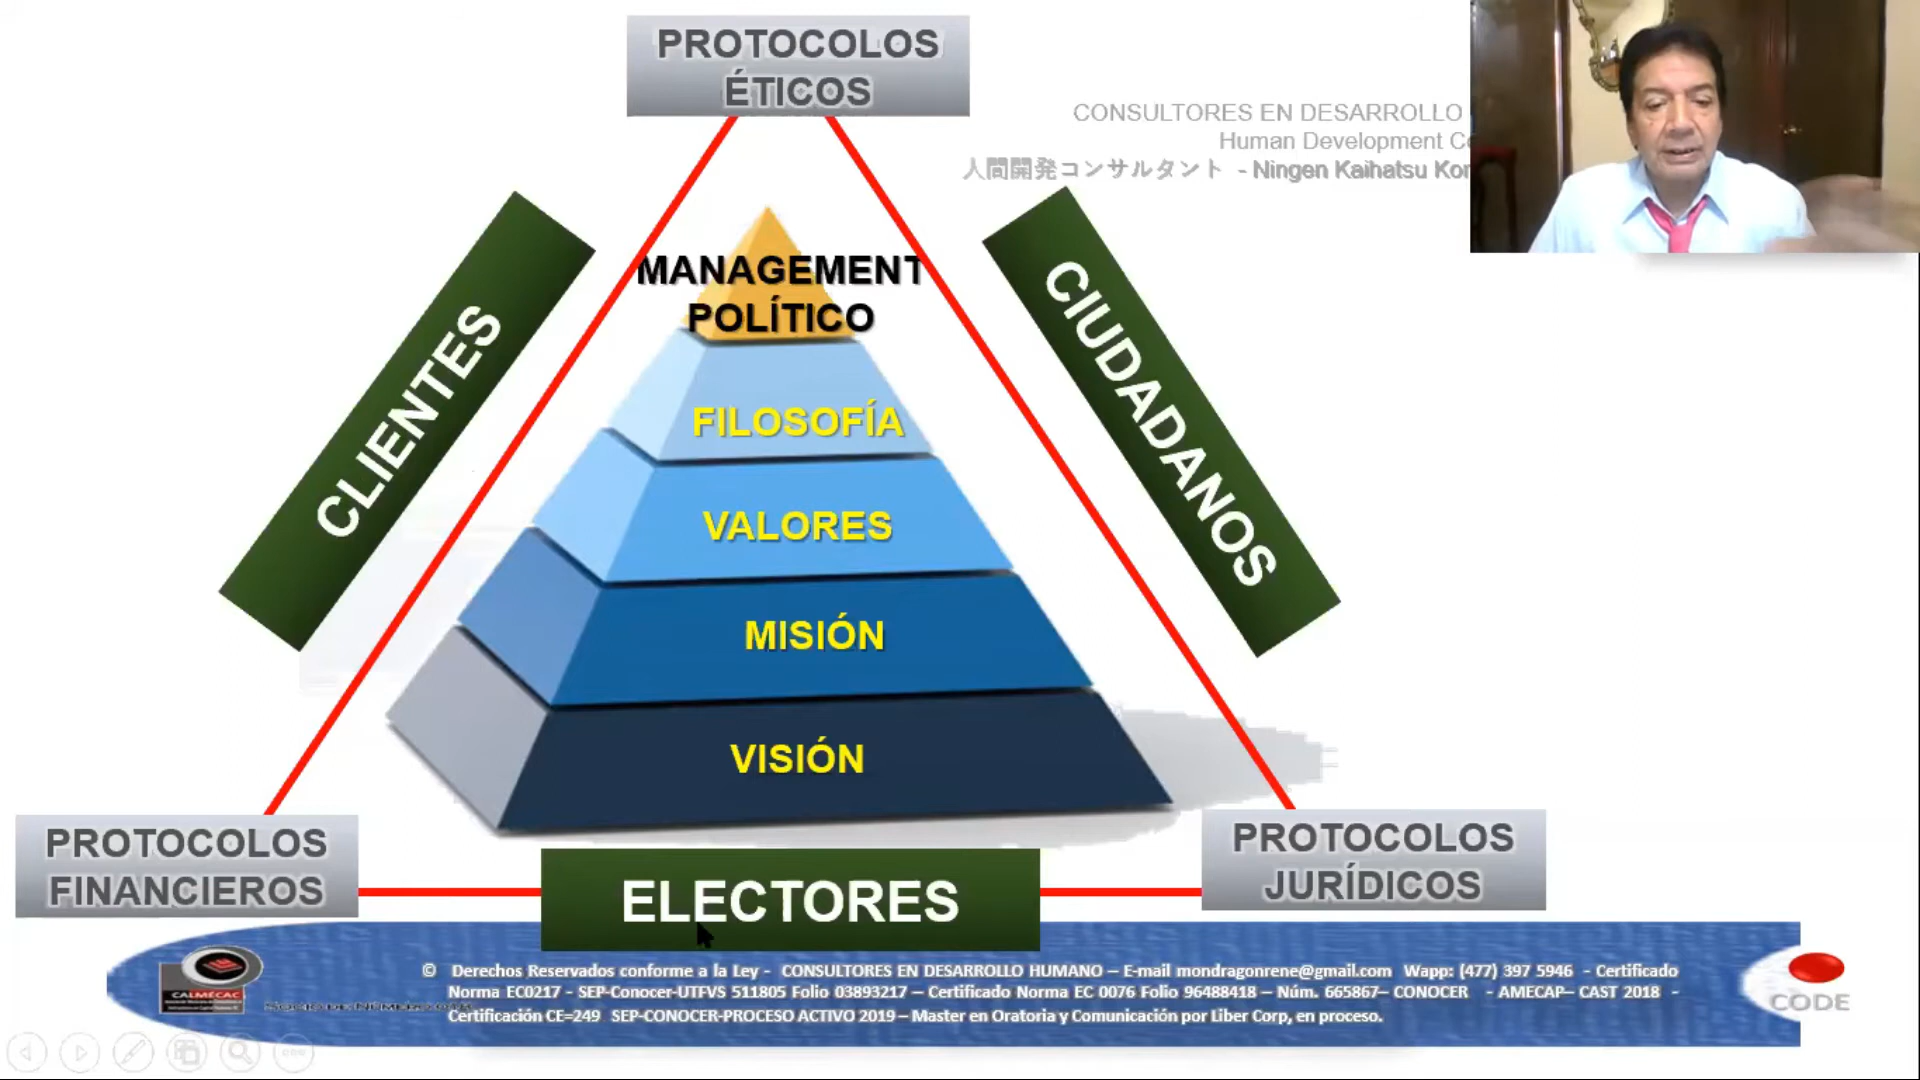 PROTOCOLOS
ÉTICOS
CONSULTORES EN DESARROLLO
Human Development
人間開発コンサルタント - Ningen Kaihatsu
MANAGEMENT
POLÍTICO
CLIENTES
CIUDADANOS
FILOSOFÍA
VALORES
MISIÓN
VISIÓN
PROTOCOLOS
FINANCIEROS
ELECTORES
PROTOCOLOS
JURÍDICOS
© Derechos Reservados conforme a la Ley - CONSULTORES EN DESARROLLO HUMANO – E-mail mondragonrene@gmail.com Wapp: (477) 397 5946 - Certificado
Norma EC0217 - SEP-Conocer-UTFVS 511805 Folio 03893217 – Certificado Norma EC 0076 Folio 96488418 – Núm. 665867– CONOCER - AMECAP– CAST 2018 -
Certificación CE=249 SEP-CONOCER-PROCESO ACTIVO 2019 – Master en Oratoria y Comunicación por Liber Corp, en proceso.
CALMÉCAC
CODE